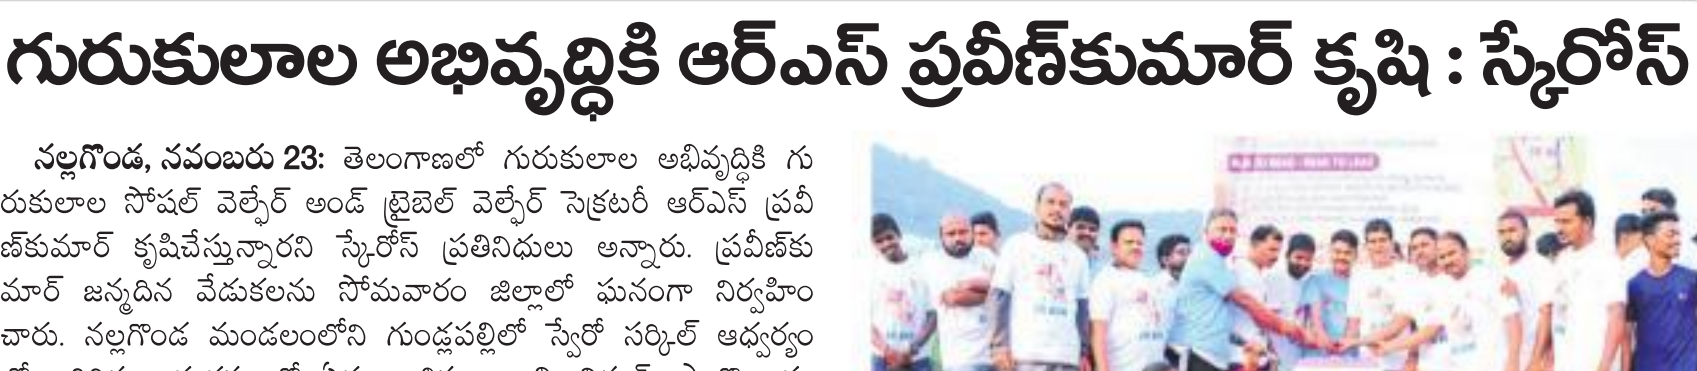 గురుకులాల అభివృద్ధికి ఆర్ఎస్ ప్రవీణ్‌కుమార్ కృషి : స్కేరోస్
నల్లగొండ, నవంబరు 23: తెలంగాణలో గురుకులాల అభివృద్ధికి గు
రుకులాల సోషల్ వెల్ఫేర్ అండ్ ట్రైబెల్ వెల్ఫేర్ సెక్రటరీ ఆర్ఎస్ ప్రవీ
ణ్‌కుమార్ కృషిచేస్తున్నారని స్కేరోస్ ప్రతినిధులు అన్నారు. ప్రవీణ్‌కు
మార్ జన్మదిన వేడుకలను సోమవారం జిల్లాలో ఘనంగా నిర్వహిం
చారు. నల్లగొండ మండలంలోని గుండ్లపల్లిలో స్వేరో సర్కిల్ ఆధ్వర్యం